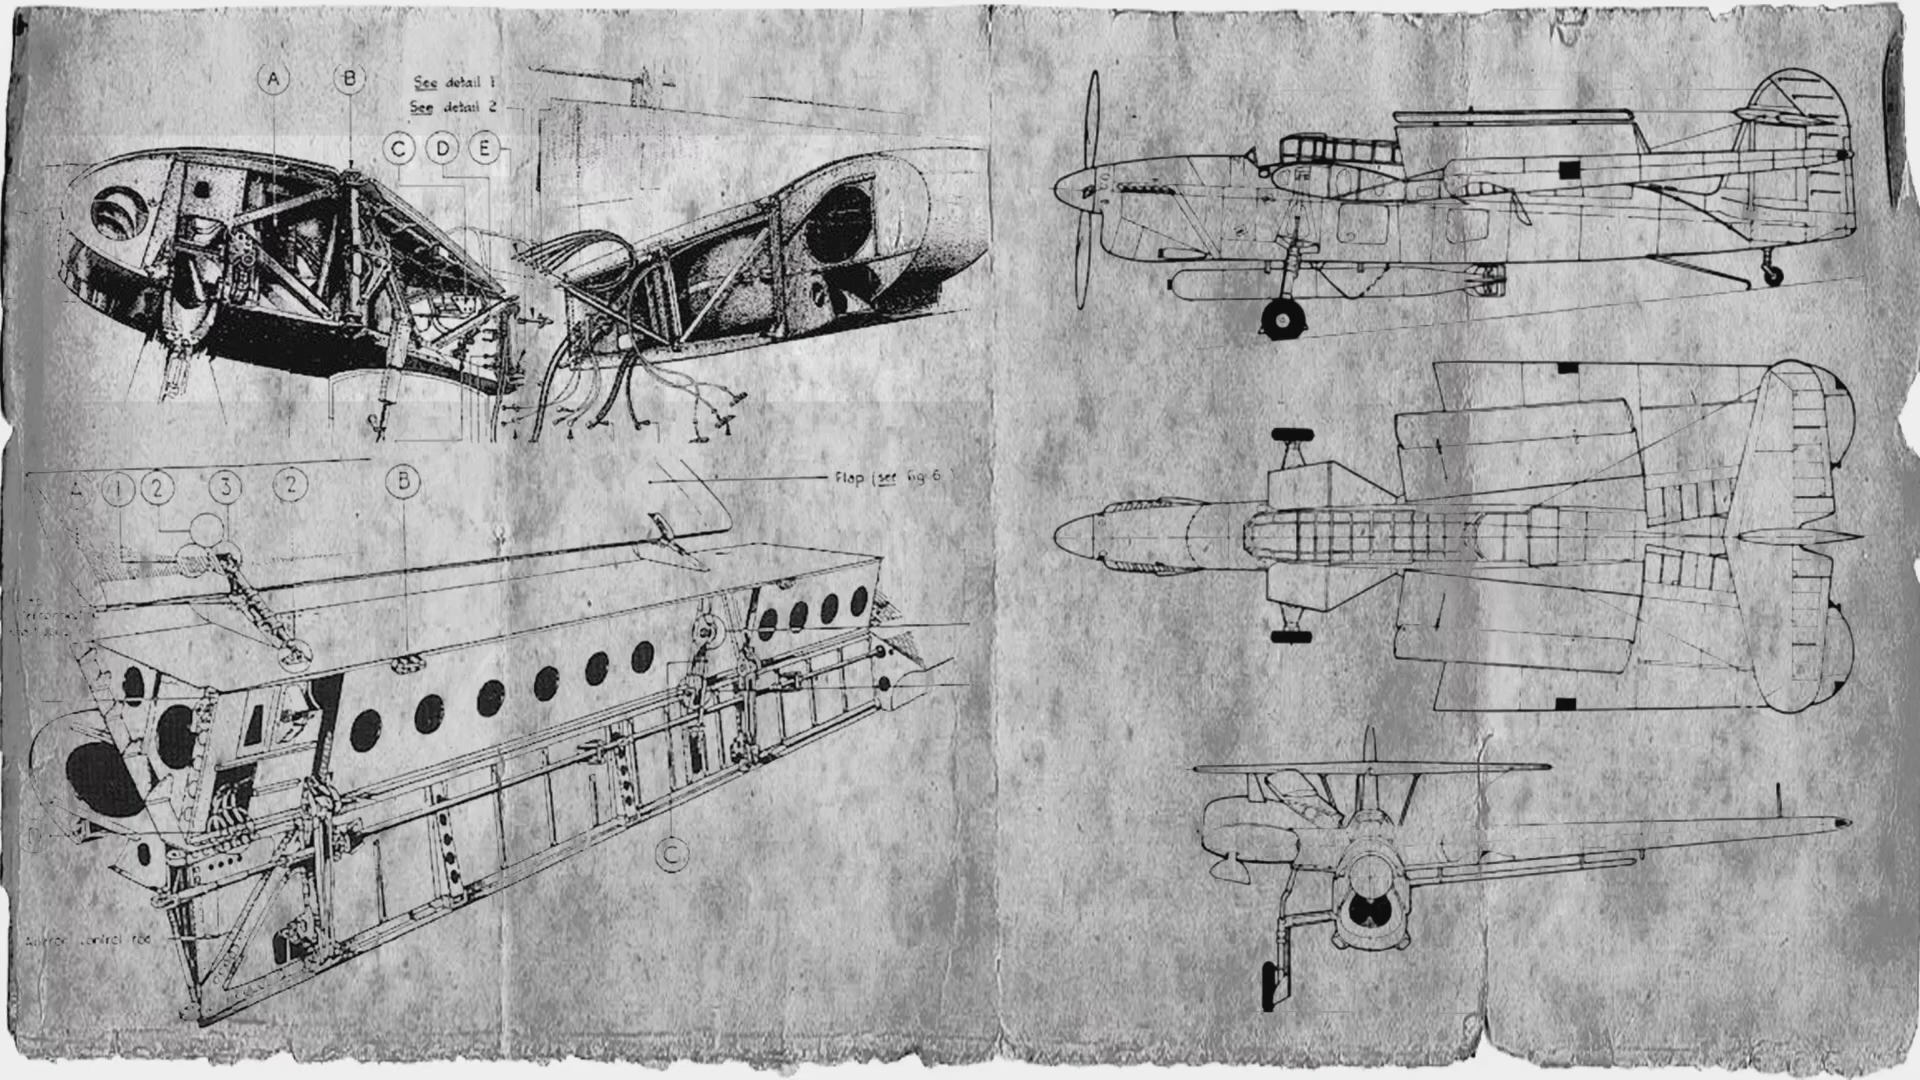 A B
See detail 1
See detail 2
C D E
A 1 2 3 2 B
Flap (see fig 6)
C
D
Aileron control rod